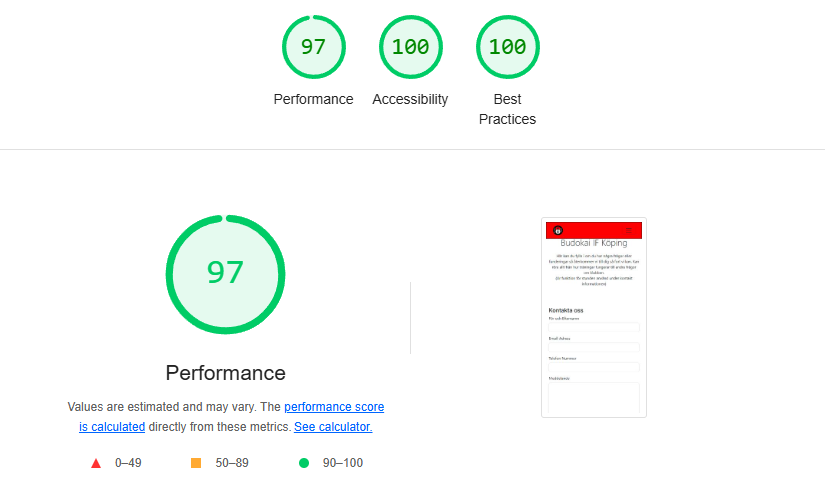 97
100
100
Performance
Accessibility
Best
Practices
97
Performance
Values are estimated and may vary. The performance score
is calculated directly from these metrics. See calculator.
0–49
50–89
90–100
Budokai IF Köping
Kontakta oss
För och Efternamn
Email Adress
Telefon Nummer
Meddelande